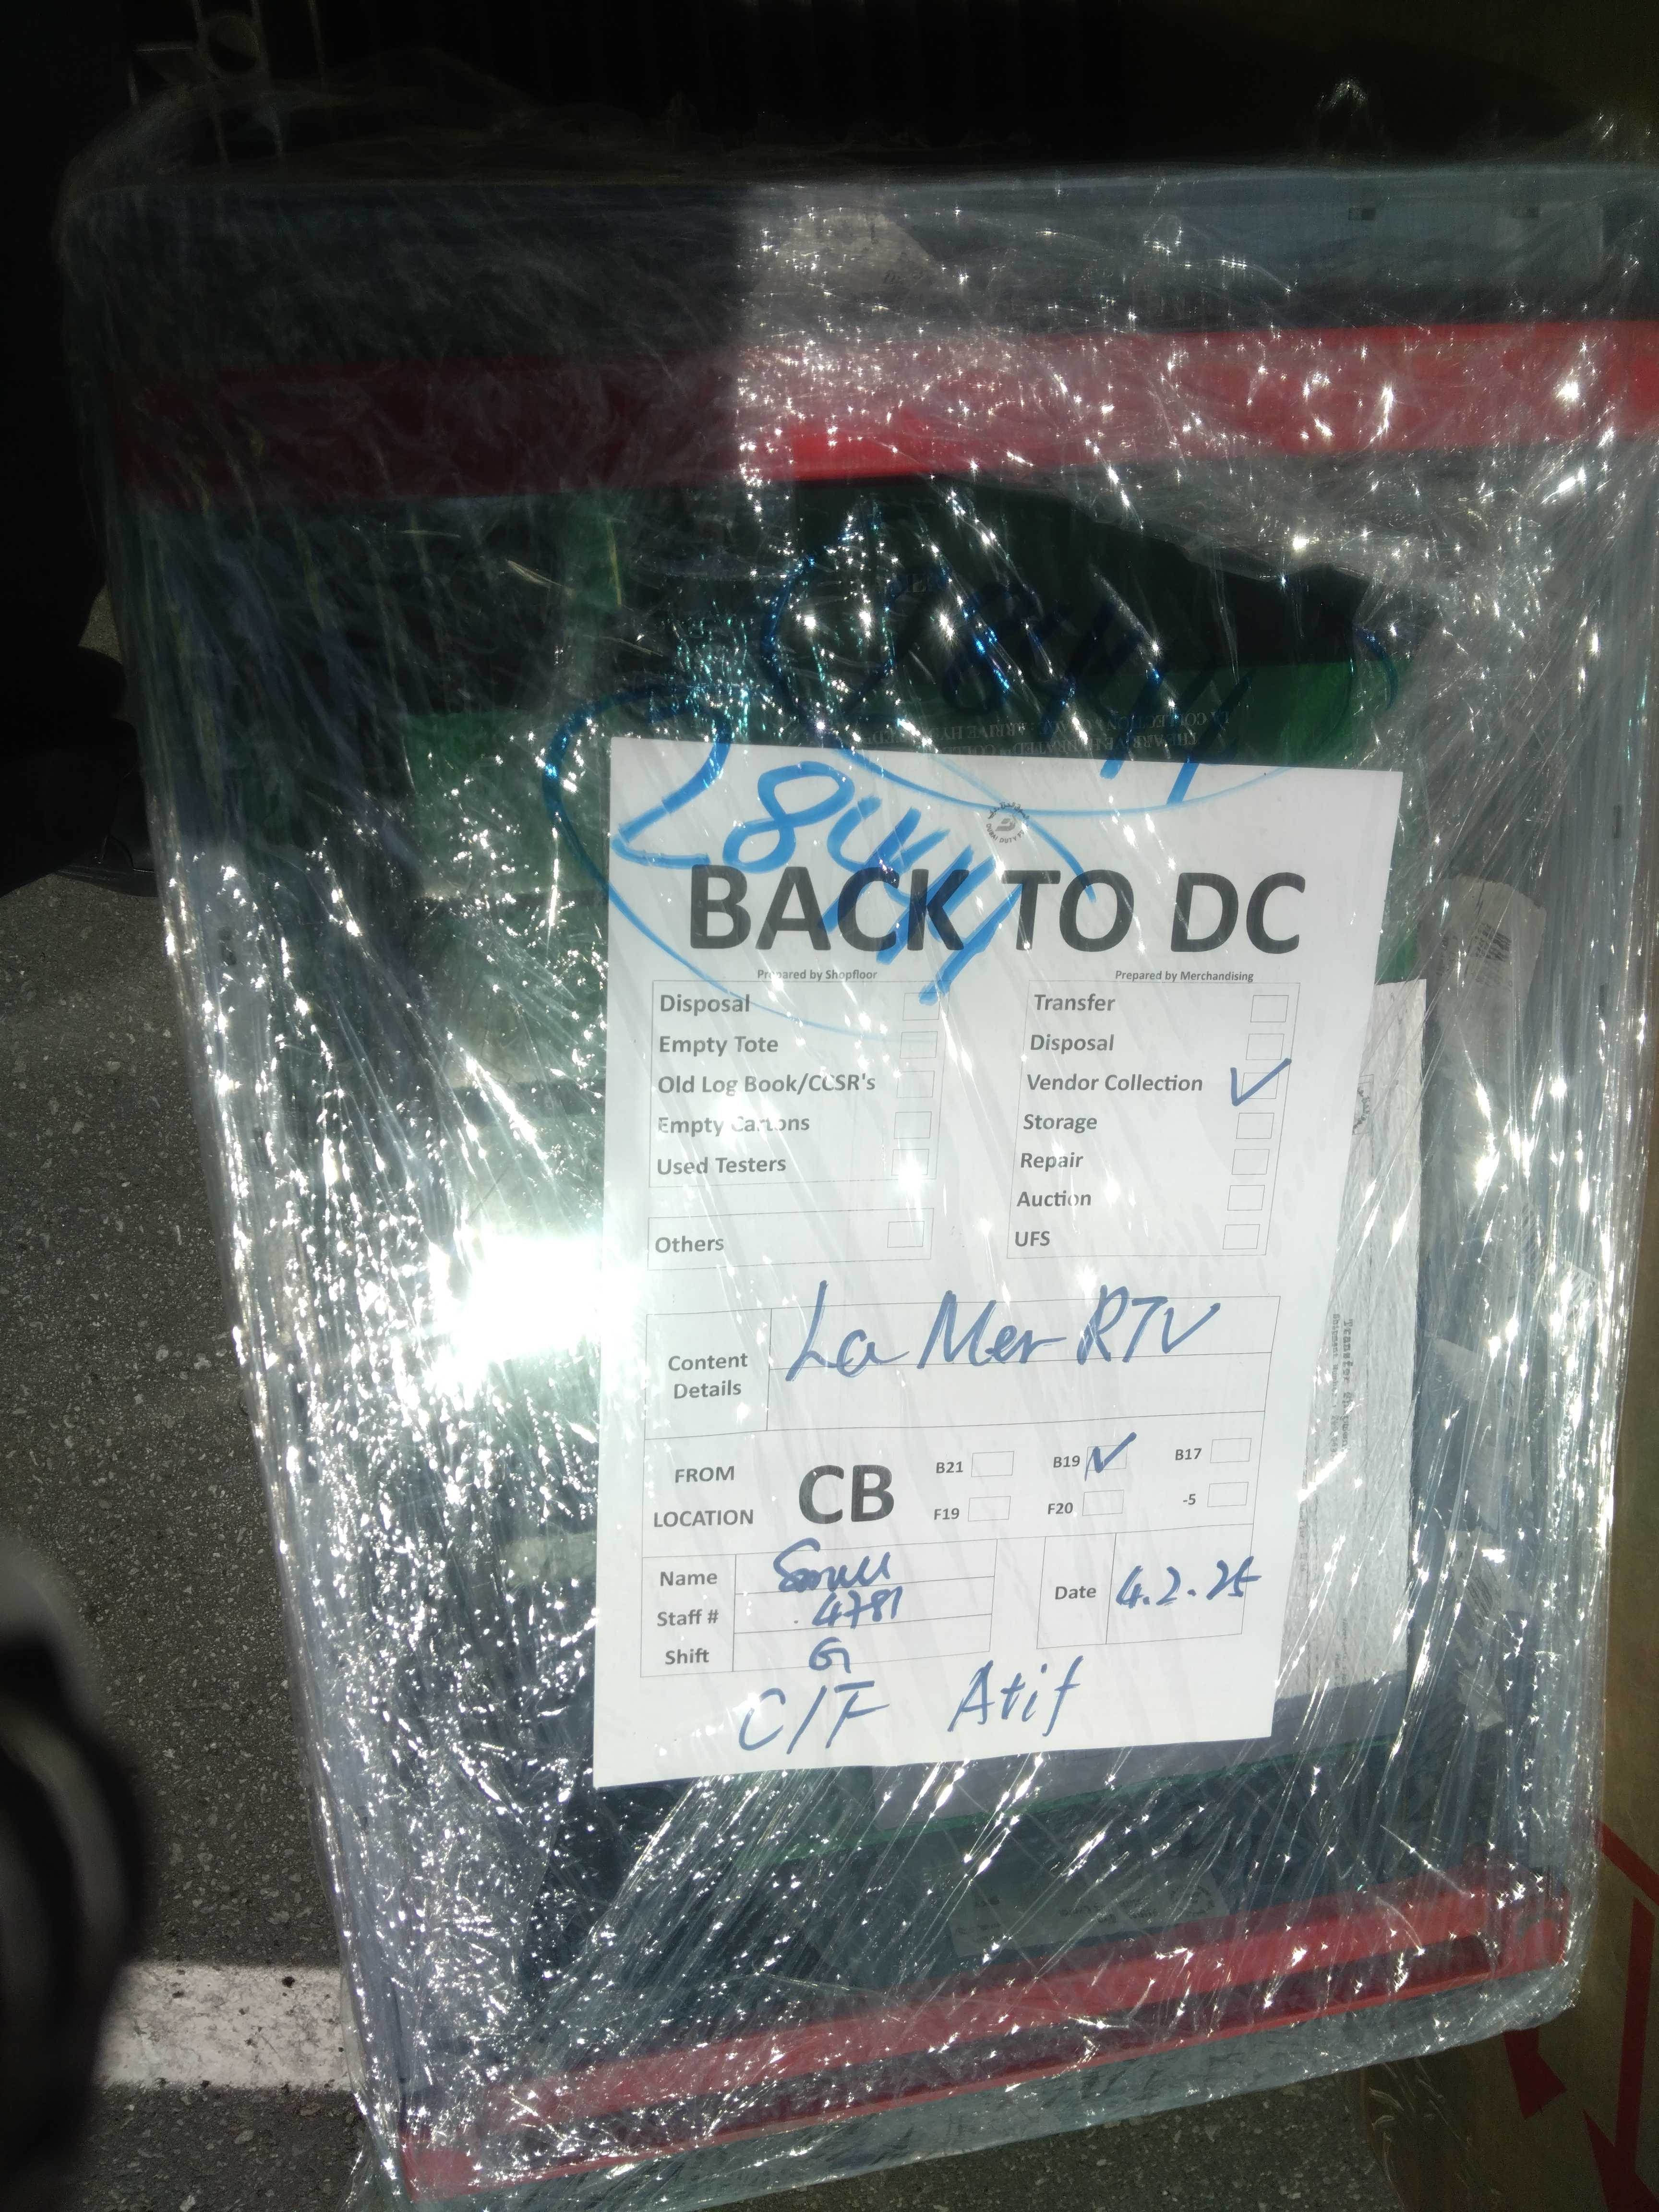 2844
2844
BACK TO DC
Prepared by Shopfloor
Disposal
Empty Tote
Old Log Book/CCSR's
Empty Cartons
Used Testers
Others
Prepared by Merchandising
Transfer
Disposal
Vendor Collection ✓
Storage
Repair
Auction
UFS
Content Details
La Mer RTV
FROM LOCATION
CB
B21 B19 ✓ B17
F19 F20 -5
Name
Staff # 4781
Shift G
Date 4.2.25
C/F Atif